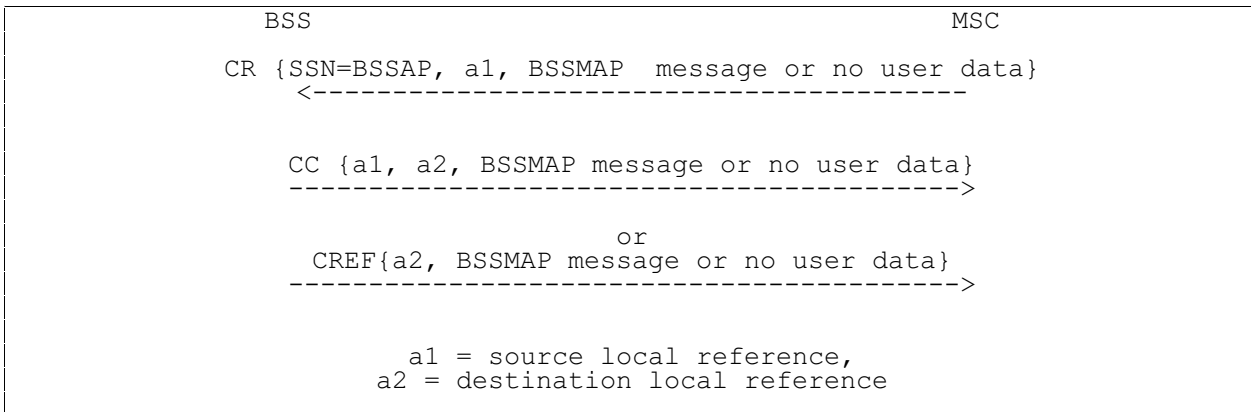 BSS MSC
CR {SSN=BSSAP, a1, BSSMAP  message or no user data}
<-----------------------------------------
CC {a1, a2, BSSMAP message or no user data}
------------------------------------------>
or
CREF{a2, BSSMAP message or no user data}
------------------------------------------>
a1 = source local reference,
a2 = destination local reference